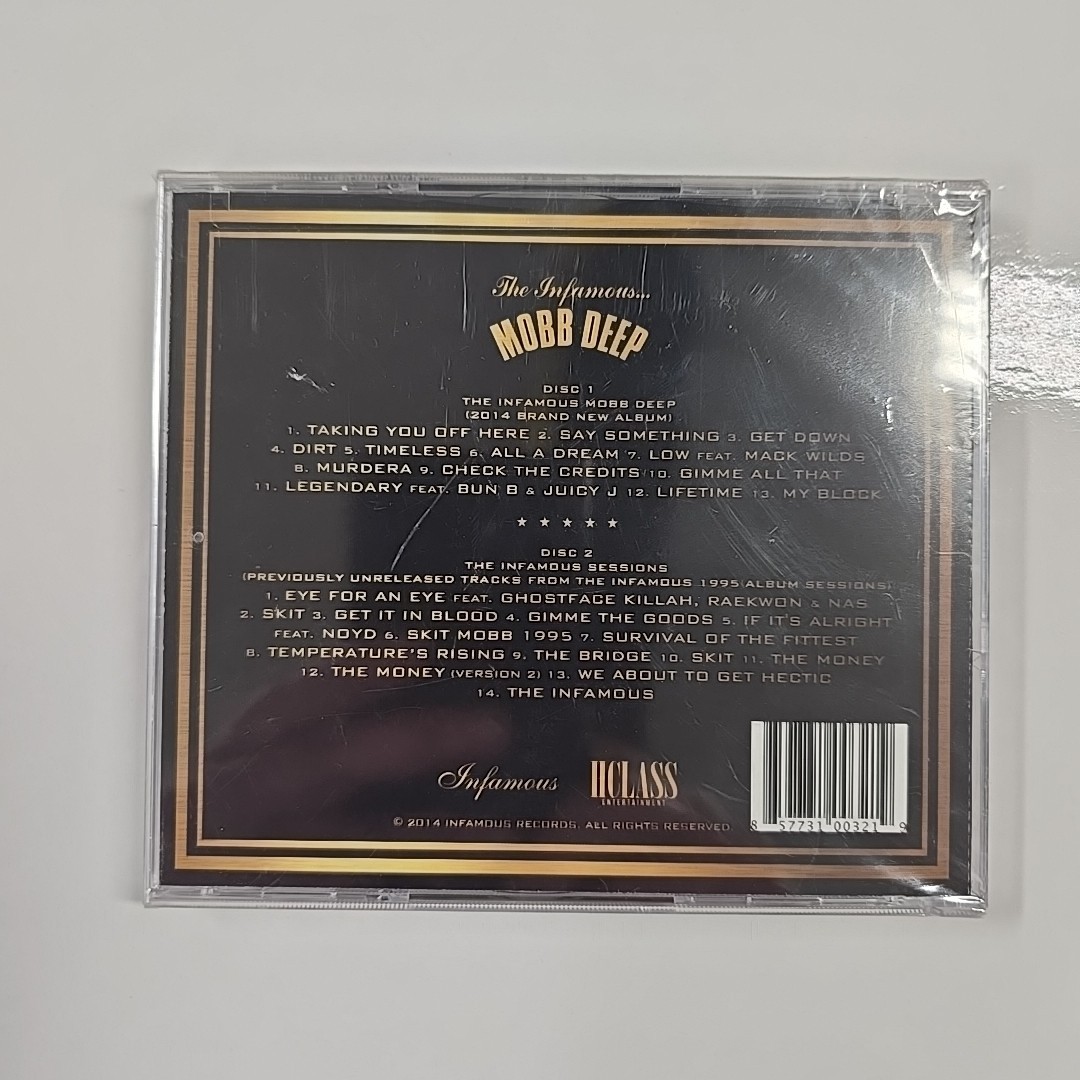 The Infamous...
MOBB DEEP
DISC 1
THE INFAMOUS MOBB DEEP
(2014 BRAND NEW ALBUM)
1. TAKING YOU OFF HERE 2. SAY SOMETHING 3. GET DOWN
4. DIRT 5. TIMELESS 6. ALL A DREAM 7. LOW FEAT. MACK WILDS
8. MURDERA 9. CHECK THE CREDITS 10. GIMME ALL THAT
11. LEGENDARY FEAT. BUN B & JUICY J 12. LIFETIME 13. MY BLOCK
★ ★ ★ ★ ★
DISC 2
THE INFAMOUS SESSIONS
(PREVIOUSLY UNRELEASED TRACKS FROM THE INFAMOUS 1995 ALBUM SESSIONS)
1. EYE FOR AN EYE FEAT. GHOSTFACE KILLAH, RAEKWON & NAS
2. SKIT 3. GET IT IN BLOOD 4. GIMME THE GOODS 5. IF IT'S ALRIGHT
FEAT. NOYD 6. SKIT MOBB 1995 7. SURVIVAL OF THE FITTEST
8. TEMPERATURE'S RISING 9. THE BRIDGE 10. SKIT 11. THE MONEY
12. THE MONEY (VERSION 2) 13. WE ABOUT TO GET HECTIC
14. THE INFAMOUS
Infamous
HCLASS
ENTERTAINMENT
© 2014 INFAMOUS RECORDS. ALL RIGHTS RESERVED.
8 57731 00321 9